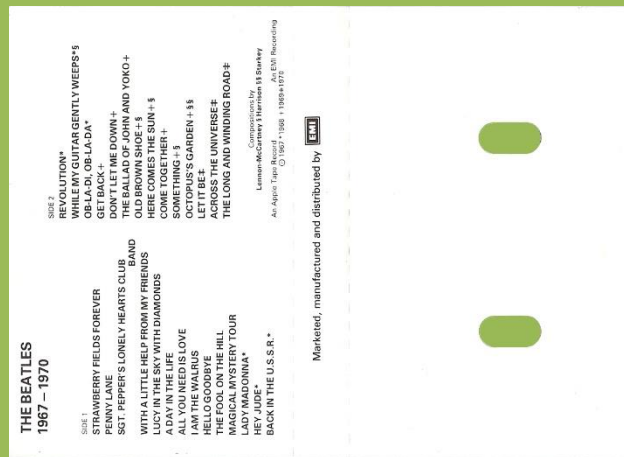 THE BEATLES
1967 – 1970
SIDE 1
STRAWBERRY FIELDS FOREVER
PENNY LANE
SGT. PEPPER'S LONELY HEARTS CLUB
BAND
WITH A LITTLE HELP FROM MY FRIENDS
LUCY IN THE SKY WITH DIAMONDS
A DAY IN THE LIFE
ALL YOU NEED IS LOVE
I AM THE WALRUS
HELLO GOODBYE
THE FOOL ON THE HILL
MAGICAL MYSTERY TOUR
LADY MADONNA*
HEY JUDE*
BACK IN THE U.S.S.R.*
SIDE 2
REVOLUTION*
WHILE MY GUITAR GENTLY WEEPS*§
OB-LA-DI, OB-LA-DA*
GET BACK+
DON'T LET ME DOWN+
THE BALLAD OF JOHN AND YOKO+
OLD BROWN SHOE+§
HERE COMES THE SUN+§
COME TOGETHER+
SOMETHING+§
OCTOPUS'S GARDEN+§§
LET IT BE‡
ACROSS THE UNIVERSE‡
THE LONG AND WINDING ROAD‡
Compositions by
Lennon-McCartney § Harrison §§ Starkey
An Apple Tape Record An EMI Recording
℗ 1967 *1968 +1969 ‡1970
Marketed, manufactured and distributed by EMI